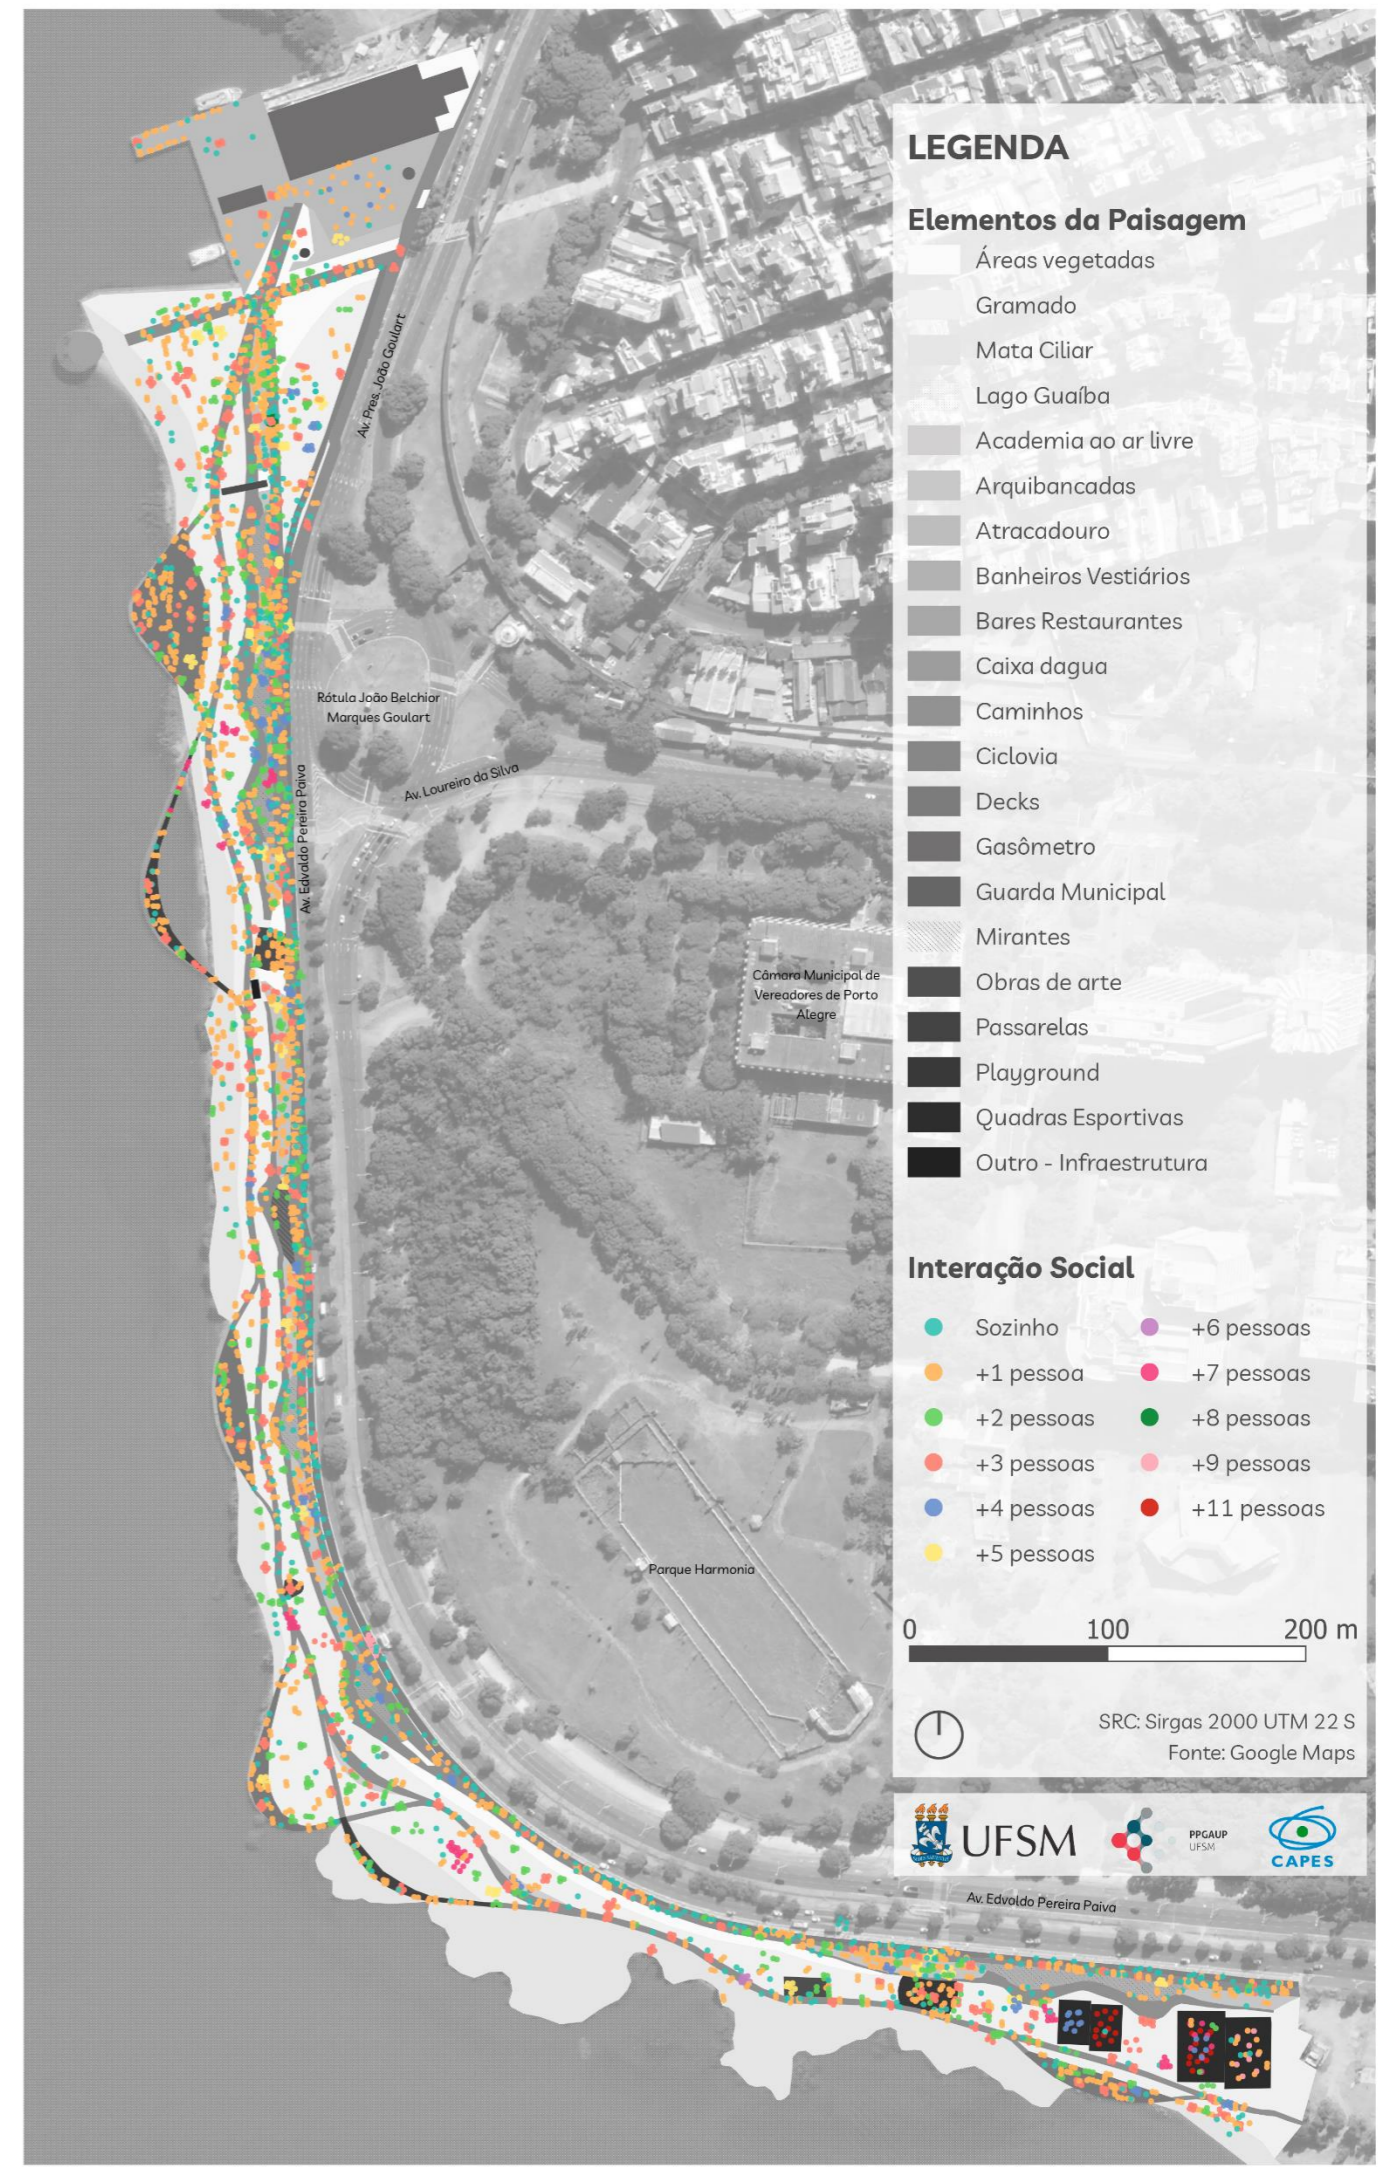 LEGENDA
Elementos da Paisagem
Áreas vegetadas
Gramado
Mata Ciliar
Lago Guaíba
Academia ao ar livre
Arquibancadas
Atracadouro
Banheiros Vestiários
Bares Restaurantes
Caixa dagua
Caminhos
Ciclovia
Decks
Gasômetro
Guarda Municipal
Mirantes
Obras de arte
Passarelas
Playground
Quadras Esportivas
Outro - Infraestrutura
Interação Social
Sozinho
+1 pessoa
+2 pessoas
+3 pessoas
+4 pessoas
+5 pessoas
+6 pessoas
+7 pessoas
+8 pessoas
+9 pessoas
+11 pessoas
0 100 200 m
SRC: Sirgas 2000 UTM 22 S
Fonte: Google Maps
UFSM
PPGAUP
UFSM
CAPES
Av. Pres. João Goulart
Rótula João Belchior
Marques Goulart
Av. Loureiro da Silva
Av. Edvaldo Pereira Paiva
Câmara Municipal de
Vereadores de Porto
Alegre
Parque Harmonia
Av. Edvoldo Pereira Paiva